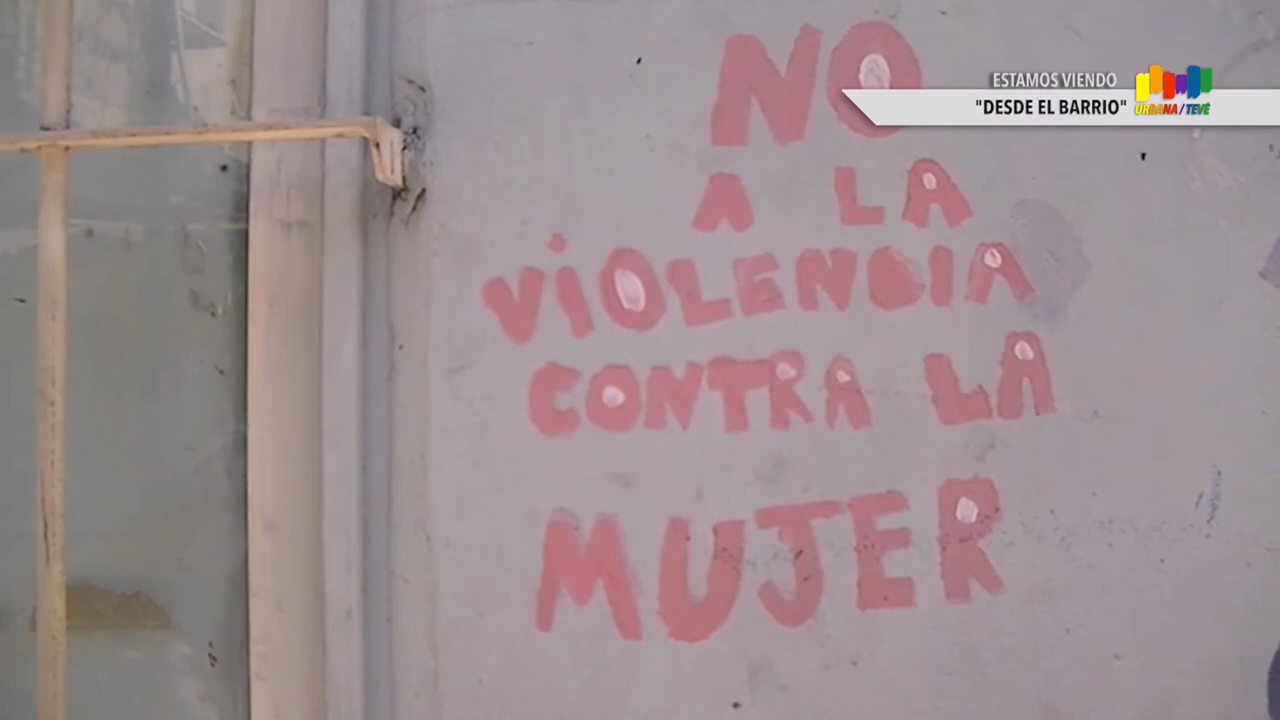 NO
A LA
VIOLENCIA
CONTRA LA
MUJER
ESTAMOS VIENDO
"DESDE EL BARRIO"
URBANA/TEVÉ